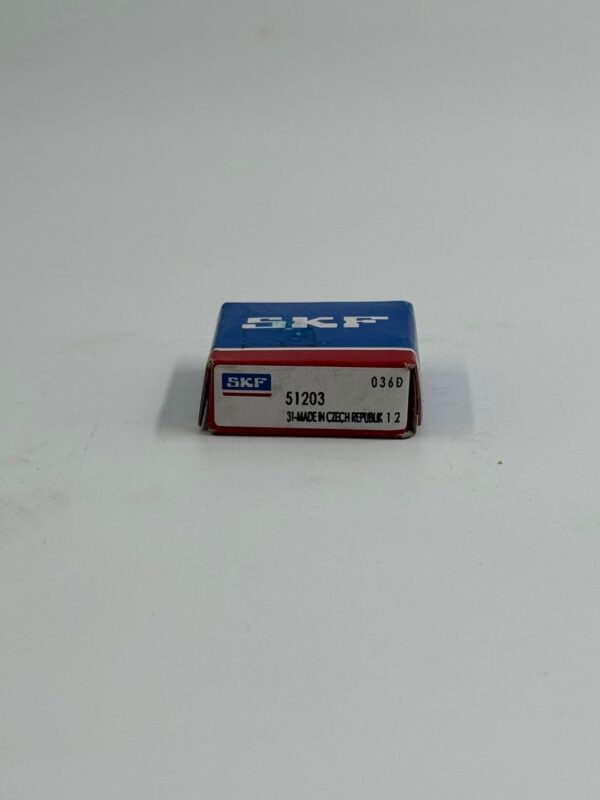 SKF
SKF
036D
51203
31-MADE IN CZECH REPUBLIK 1 2